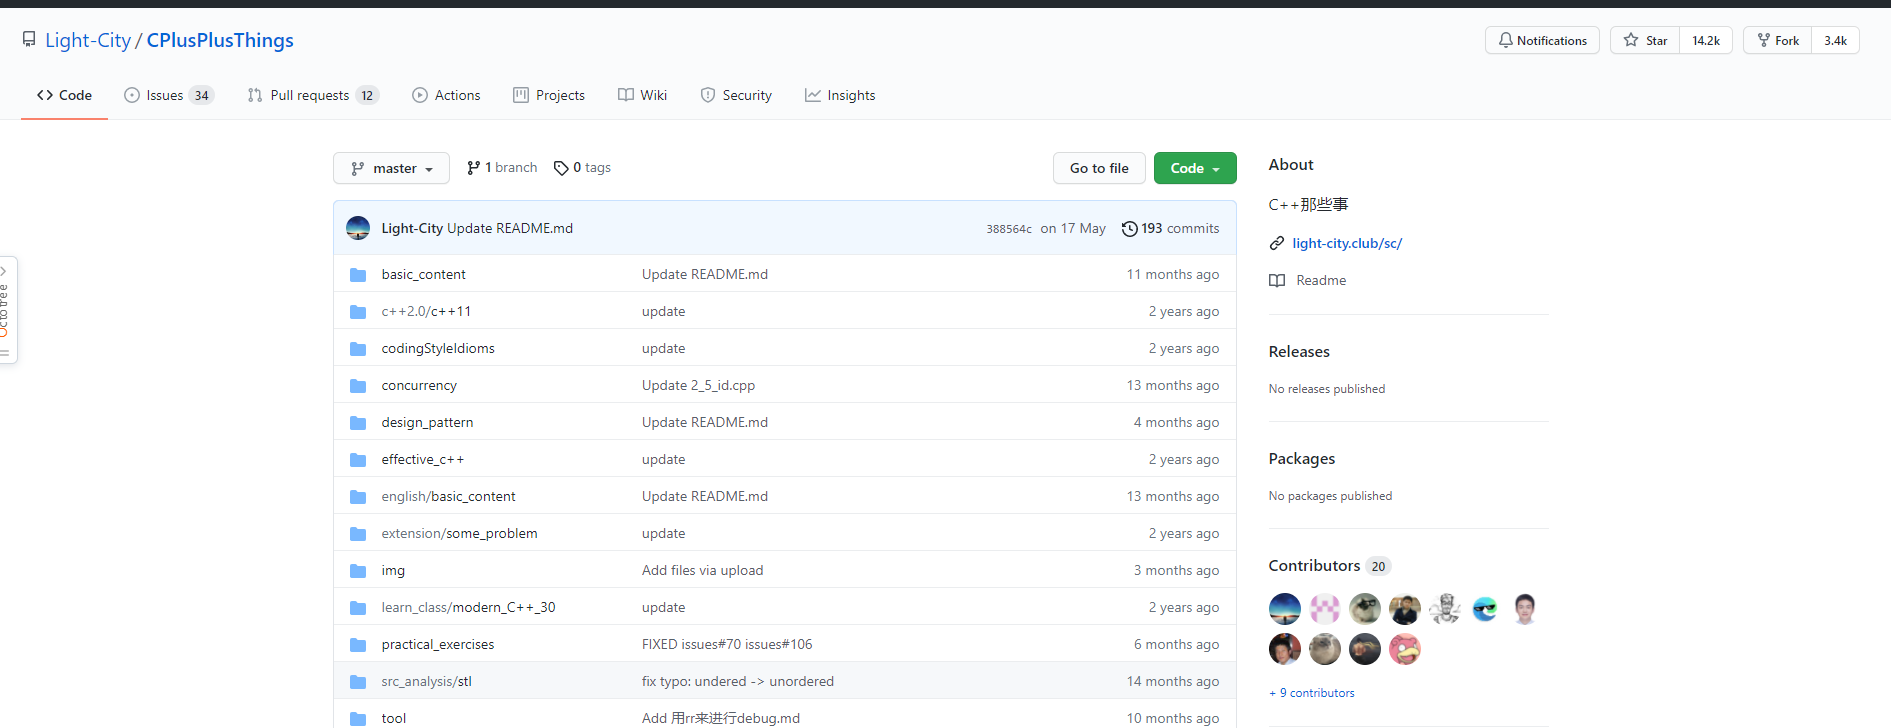 Light-City / CPlusPlusThings
Notifications Star 14.2k Fork 3.4k
Code Issues 34 Pull requests 12 Actions Projects Wiki Security Insights
master 1 branch 0 tags Go to file Code
Light-City Update README.md 388564c on 17 May 193 commits
basic_content Update README.md 11 months ago
c++2.0/c++11 update 2 years ago
codingStyleIdioms update 2 years ago
concurrency Update 2_5_id.cpp 13 months ago
design_pattern Update README.md 4 months ago
effective_c++ update 2 years ago
english/basic_content Update README.md 13 months ago
extension/some_problem update 2 years ago
img Add files via upload 3 months ago
learn_class/modern_C++_30 update 2 years ago
practical_exercises FIXED issues#70 issues#106 6 months ago
src_analysis/stl fix typo: undered -> unordered 14 months ago
tool Add 用rr来进行debug.md 10 months ago
About
C++那些事
light-city.club/sc/
Readme
Releases
No releases published
Packages
No packages published
Contributors 20
+ 9 contributors
Octotree